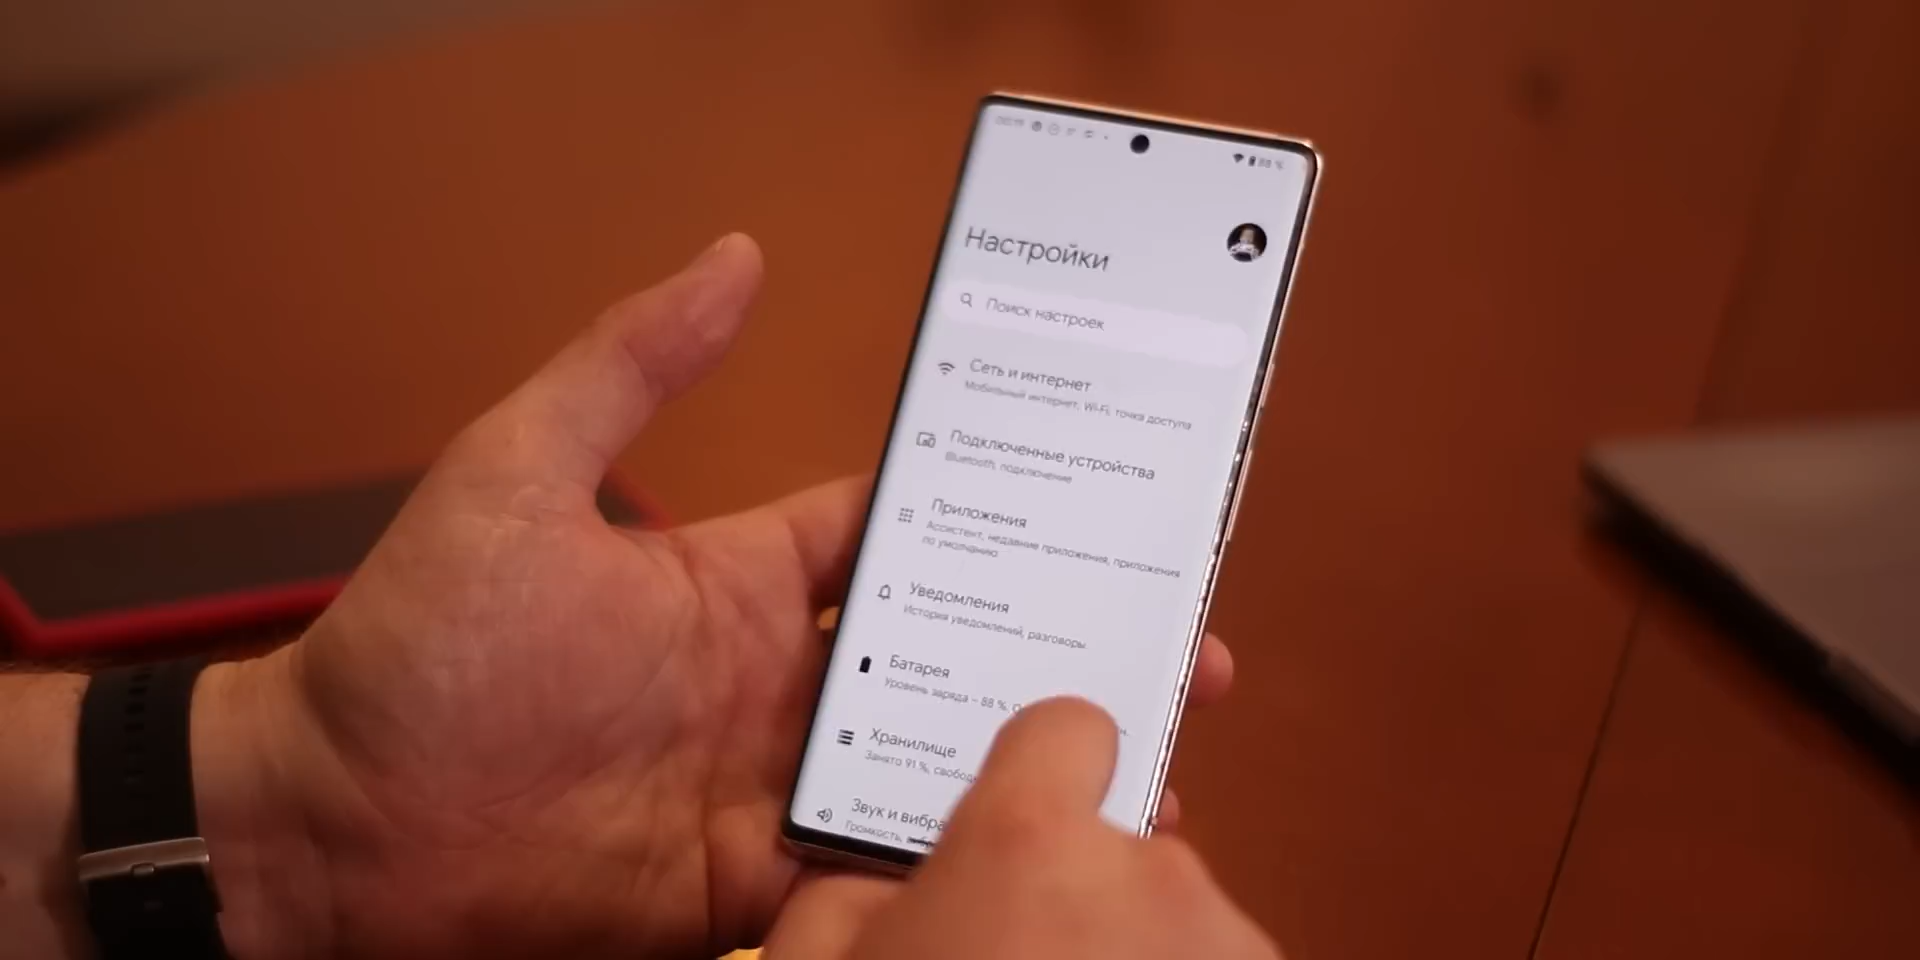 88 %
Настройки
Поиск настроек
Сеть и интернет
Мобильный интернет, Wi-Fi, точка доступа
Подключенные устройства
Bluetooth, подключение
Приложения
Ассистент, недавние приложения, приложения
по умолчанию
Уведомления
История уведомлений, разговоры
Батарея
Уровень заряда – 88 %.
Хранилище
Занято 91 %,
Звук и
Громкость,